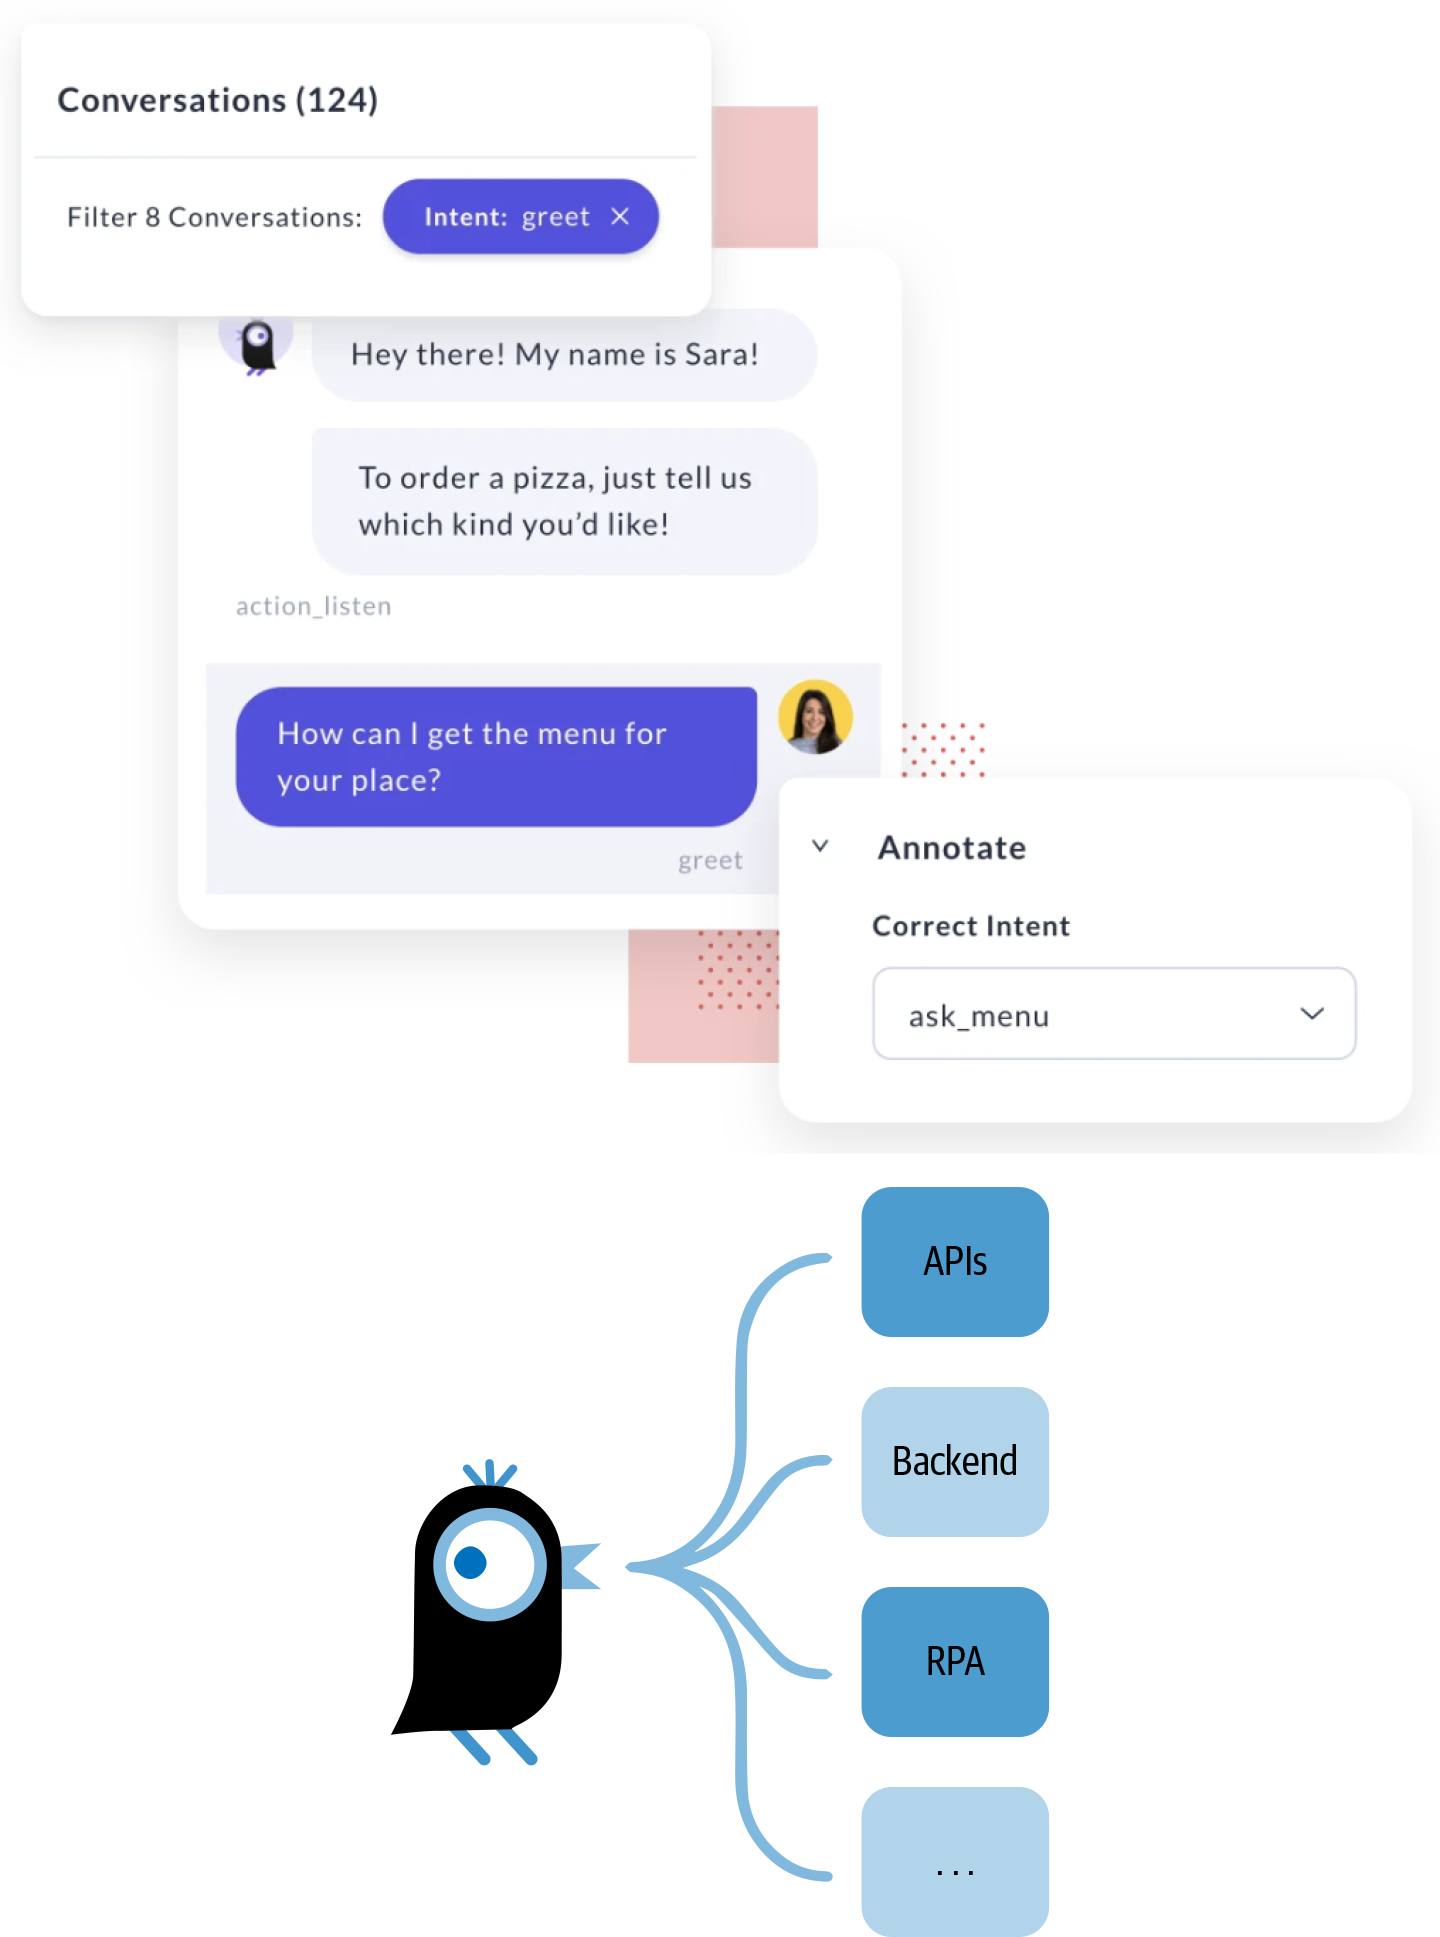 Conversations (124)
Filter 8 Conversations: Intent: greet ×
Hey there! My name is Sara!
To order a pizza, just tell us
which kind you’d like!
action_listen
How can I get the menu for
your place?
greet
Annotate
Correct Intent
ask_menu
APIs
Backend
RPA
...